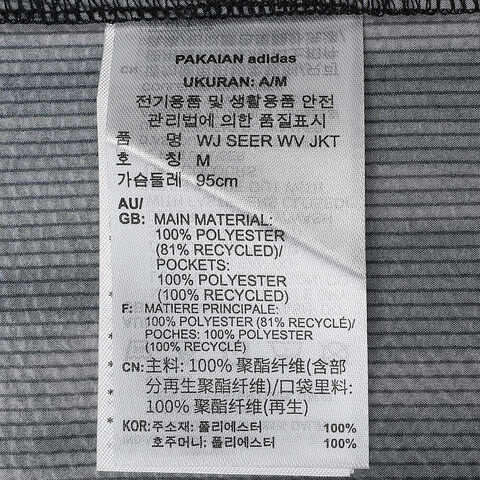 PAKAIAN adidas
UKURAN: A/M
전기용품 및 생활용품 안전
관리법에 의한 품질표시
품 명 WJ SEER WV JKT
호 칭 M
가슴둘레 95cm
AU/
GB: MAIN MATERIAL:
100% POLYESTER
(81% RECYCLED)/
POCKETS:
100% POLYESTER
(100% RECYCLED)
F: MATIERE PRINCIPALE:
100% POLYESTER (81% RECYCLÉ)/
POCHES: 100% POLYESTER
(100% RECYCLÉ)
CN: 主料: 100% 聚酯纤维(含部
分再生聚酯纤维)/口袋里料:
100% 聚酯纤维(再生)
KOR: 주소재: 폴리에스터 100%
호주머니: 폴리에스터 100%